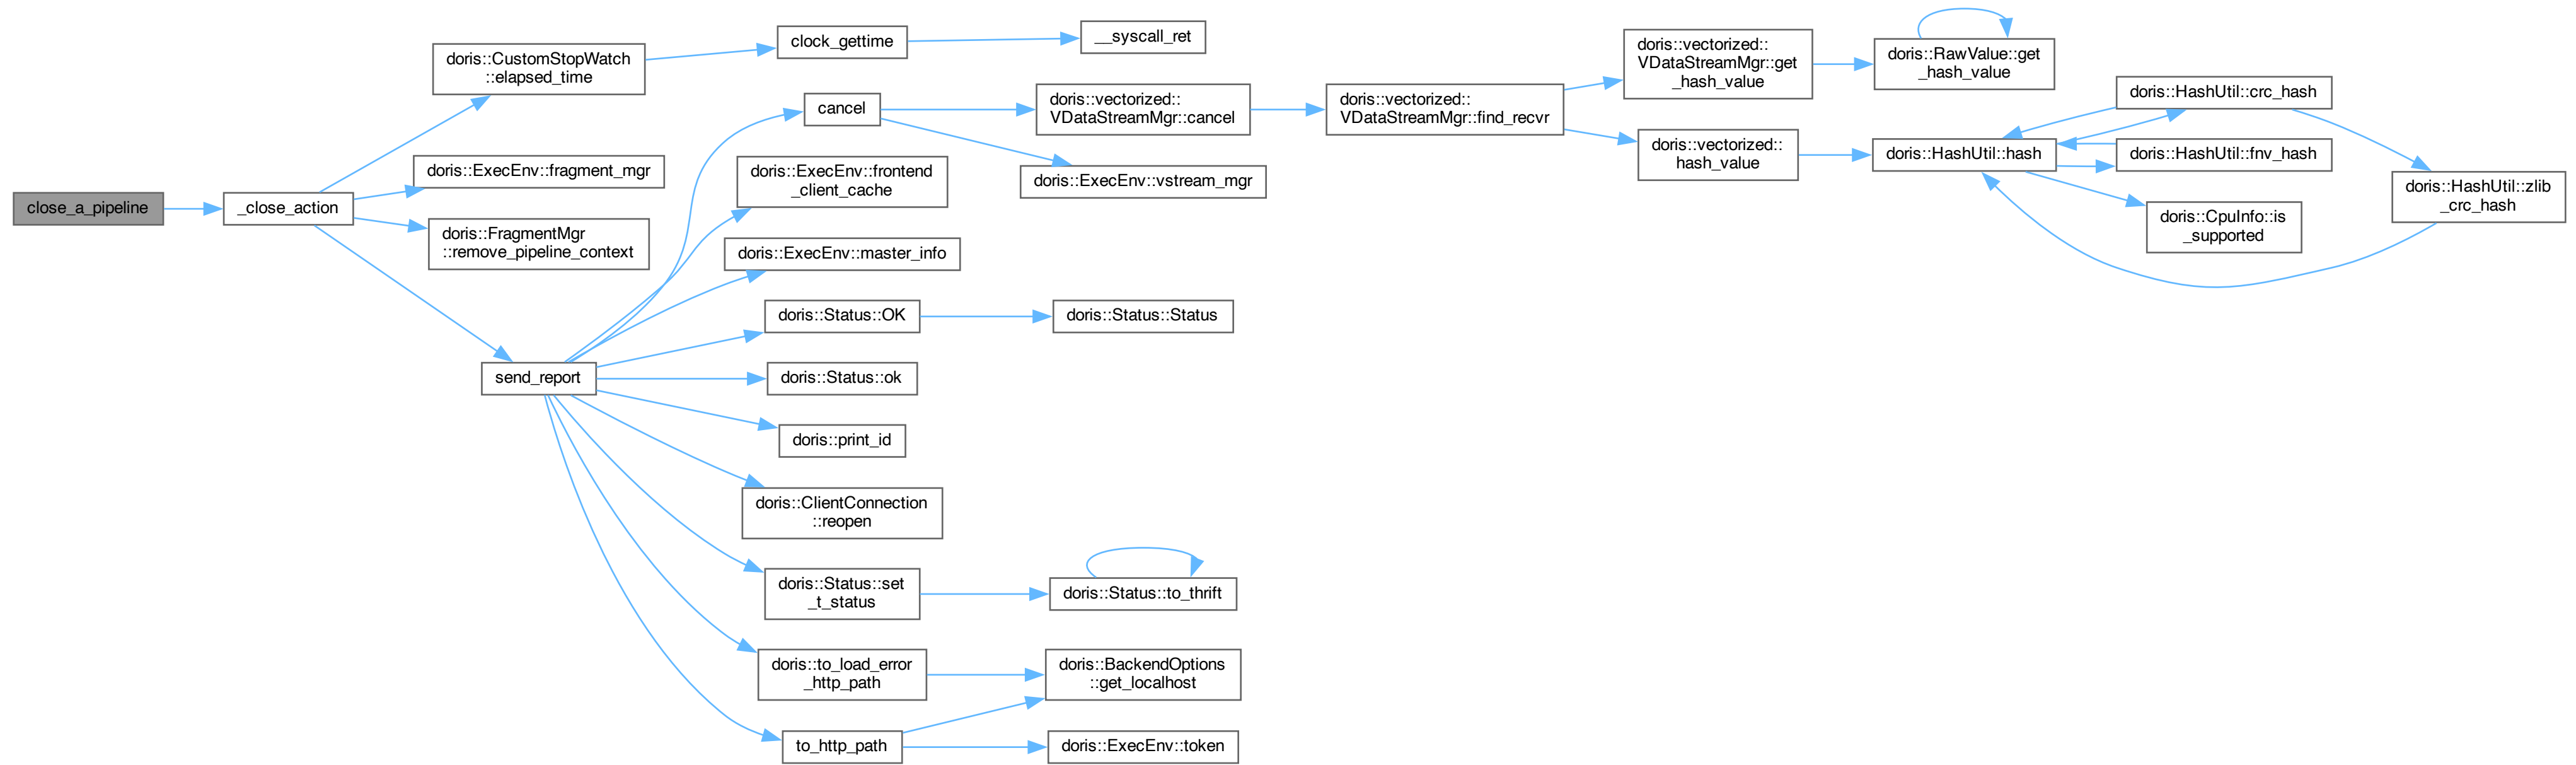 close_a_pipeline
_close_action
doris::CustomStopWatch
::elapsed_time
clock_gettime
__syscall_ret
doris::ExecEnv::fragment_mgr
doris::FragmentMgr
::remove_pipeline_context
send_report
cancel
doris::vectorized::
VDataStreamMgr::cancel
doris::vectorized::
VDataStreamMgr::find_recvr
doris::vectorized::
VDataStreamMgr::get
_hash_value
doris::RawValue::get
_hash_value
doris::vectorized::
hash_value
doris::HashUtil::hash
doris::HashUtil::crc_hash
doris::HashUtil::fnv_hash
doris::CpuInfo::is
_supported
doris::HashUtil::zlib
_crc_hash
doris::ExecEnv::vstream_mgr
doris::ExecEnv::frontend
_client_cache
doris::ExecEnv::master_info
doris::Status::OK
doris::Status::Status
doris::Status::ok
doris::print_id
doris::ClientConnection
::reopen
doris::Status::set
_t_status
doris::Status::to_thrift
doris::to_load_error
_http_path
doris::BackendOptions
::get_localhost
to_http_path
doris::ExecEnv::token